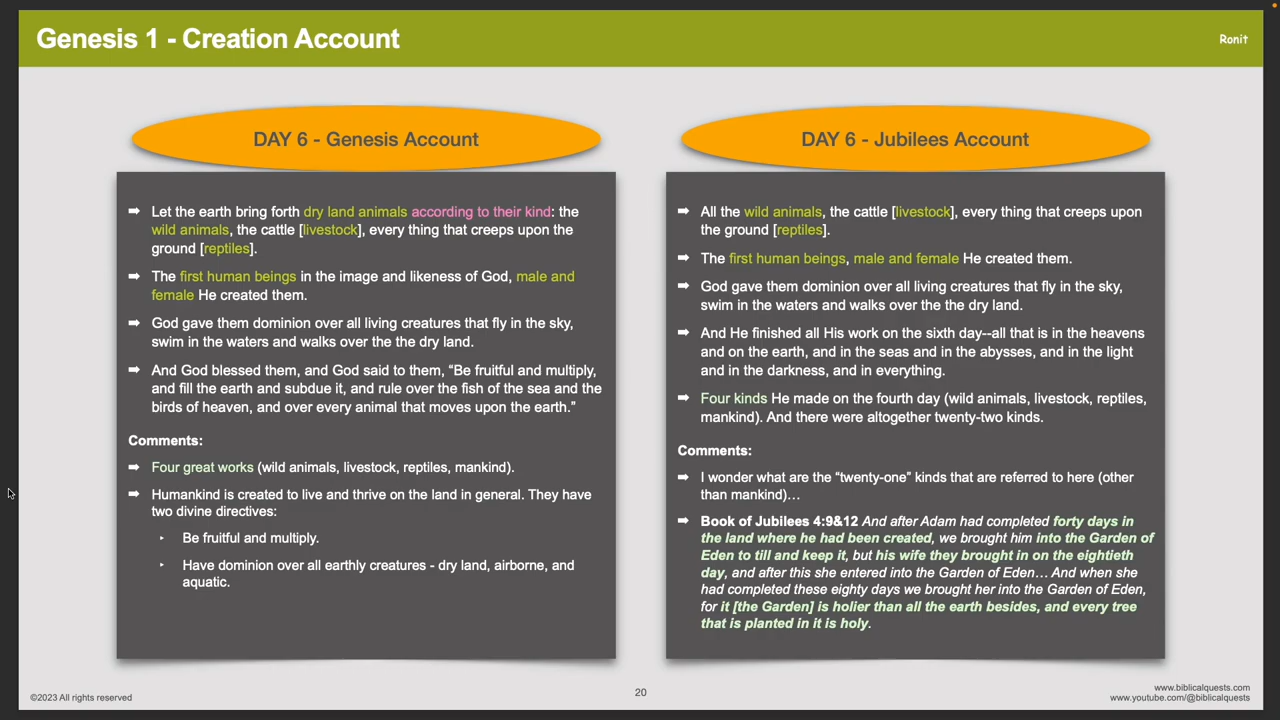 Genesis 1 - Creation Account
Ronit
DAY 6 - Genesis Account
➡ Let the earth bring forth dry land animals according to their kind: the
wild animals, the cattle [livestock], every thing that creeps upon the
ground [reptiles].
➡ The first human beings in the image and likeness of God, male and
female He created them.
➡ God gave them dominion over all living creatures that fly in the sky,
swim in the waters and walks over the the dry land.
➡ And God blessed them, and God said to them, “Be fruitful and multiply,
and fill the earth and subdue it, and rule over the fish of the sea and the
birds of heaven, and over every animal that moves upon the earth.”
Comments:
➡ Four great works (wild animals, livestock, reptiles, mankind).
➡ Humankind is created to live and thrive on the land in general. They have
two divine directives:
‣ Be fruitful and multiply.
‣ Have dominion over all earthly creatures - dry land, airborne, and
aquatic.
DAY 6 - Jubilees Account
➡ All the wild animals, the cattle [livestock], every thing that creeps upon
the ground [reptiles].
➡ The first human beings, male and female He created them.
➡ God gave them dominion over all living creatures that fly in the sky,
swim in the waters and walks over the the dry land.
➡ And He finished all His work on the sixth day--all that is in the heavens
and on the earth, and in the seas and in the abysses, and in the light
and in the darkness, and in everything.
➡ Four kinds He made on the fourth day (wild animals, livestock, reptiles,
mankind). And there were altogether twenty-two kinds.
Comments:
➡ I wonder what are the “twenty-one” kinds that are referred to here (other
than mankind)…
➡ Book of Jubilees 4:9&12 And after Adam had completed forty days in
the land where he had been created, we brought him into the Garden of
Eden to till and keep it, but his wife they brought in on the eightieth
day, and after this she entered into the Garden of Eden… And when she
had completed these eighty days we brought her into the Garden of Eden,
for it [the Garden] is holier than all the earth besides, and every tree
that is planted in it is holy.
©2023 All rights reserved
20
www.biblicalquests.com
www.youtube.com/@biblicalquests